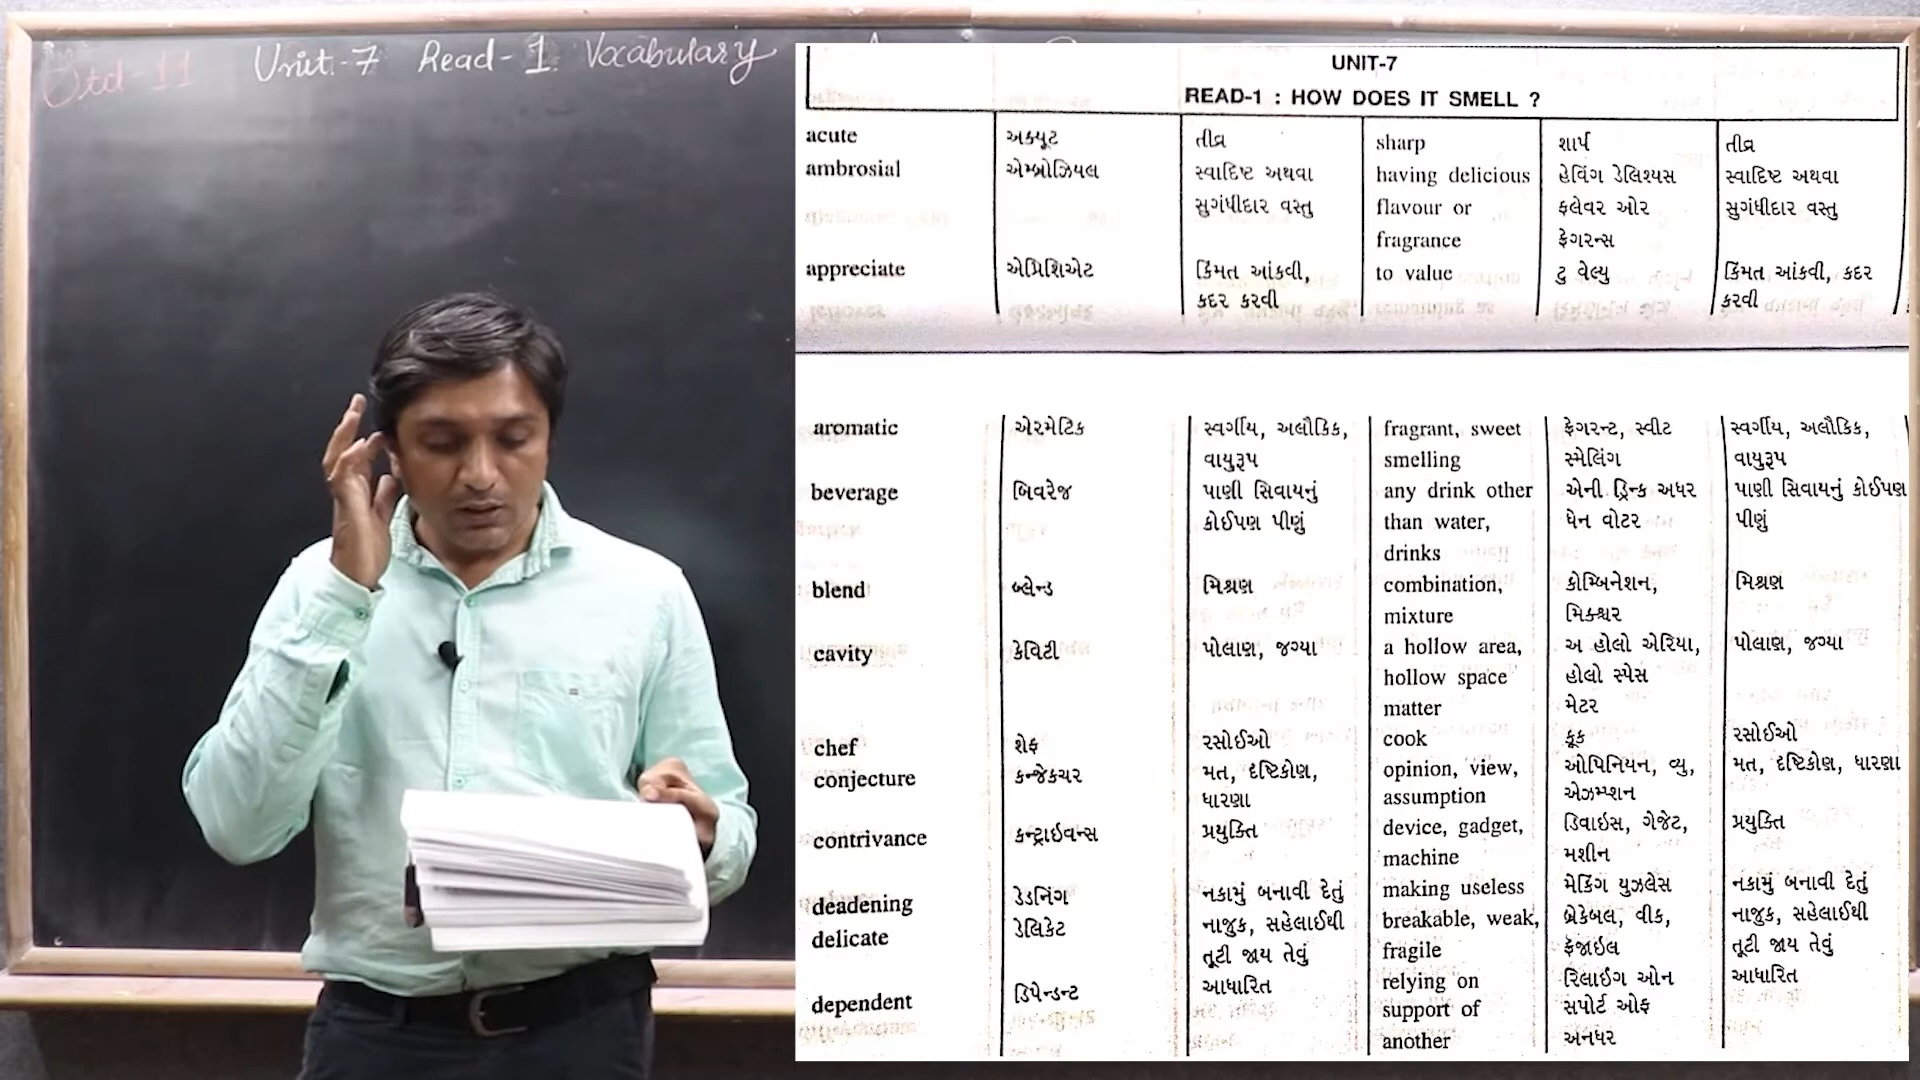 Std-11 Unit-7 Read-1 Vocabulary
UNIT-7
READ-1 : HOW DOES IT SMELL ?
acute અક્યૂટ તીવ્ર sharp શાર્પ તીવ્ર
ambrosial એમ્બ્રોઝિયલ સ્વાદિષ્ટ અથવા having delicious હેવિંગ ડેલિશ્યસ સ્વાદિષ્ટ અથવા
સુગંધીદાર વસ્તુ flavour or ફ્લેવર ઓર સુગંધીદાર વસ્તુ
fragrance ફ્રેગરન્સ
appreciate એપ્રિશિએટ કિંમત આંકવી, to value ટુ વેલ્યુ કિંમત આંકવી, કદર
કદર કરવી કરવી
aromatic એરમેટિક સ્વર્ગીય, અલૌકિક, fragrant, sweet ફ્રેગરન્ટ, સ્વીટ સ્વર્ગીય, અલૌકિક,
વાયુરૂપ smelling સ્મેલિંગ વાયુરૂપ
beverage બિવરેજ પાણી સિવાયનું any drink other એની ડ્રિન્ક અધર પાણી સિવાયનું કોઈપણ
કોઈપણ પીણું than water, ધેન વોટર પીણું
drinks
blend બ્લેન્ડ મિશ્રણ combination, કોમ્બિનેશન, મિશ્રણ
mixture મિક્શ્ચર
cavity કેવિટી પોલાણ, જગ્યા a hollow area, અ હોલો એરિયા, પોલાણ, જગ્યા
hollow space હોલો સ્પેસ
matter મેટર
chef શેફ રસોઈઓ cook કૂક રસોઈઓ
conjecture કન્જેકચર મત, દષ્ટિકોણ, opinion, view, ઓપિનિયન, વ્યુ, મત, દષ્ટિકોણ, ધારણા
ધારણા assumption એઝમ્પ્શન
contrivance કન્ટ્રાઇવન્સ પ્રયુક્તિ device, gadget, ડિવાઇસ, ગેજેટ, પ્રયુક્તિ
machine મશીન
deadening ડેડનિંગ નકામું બનાવી દેતું making useless મેકિંગ યુઝલેસ નકામું બનાવી દેતું
delicate ડેલિકેટ નાજુક, સહેલાઈથી breakable, weak, બ્રેકેબલ, વીક, નાજુક, સહેલાઈથી
તૂટી જાય તેવું fragile ફ્રજાઇલ તૂટી જાય તેવું
dependent ડિપેન્ડન્ટ આધારિત relying on રિલાઇંગ ઓન આધારિત
support of સપોર્ટ ઓફ
another અનધર